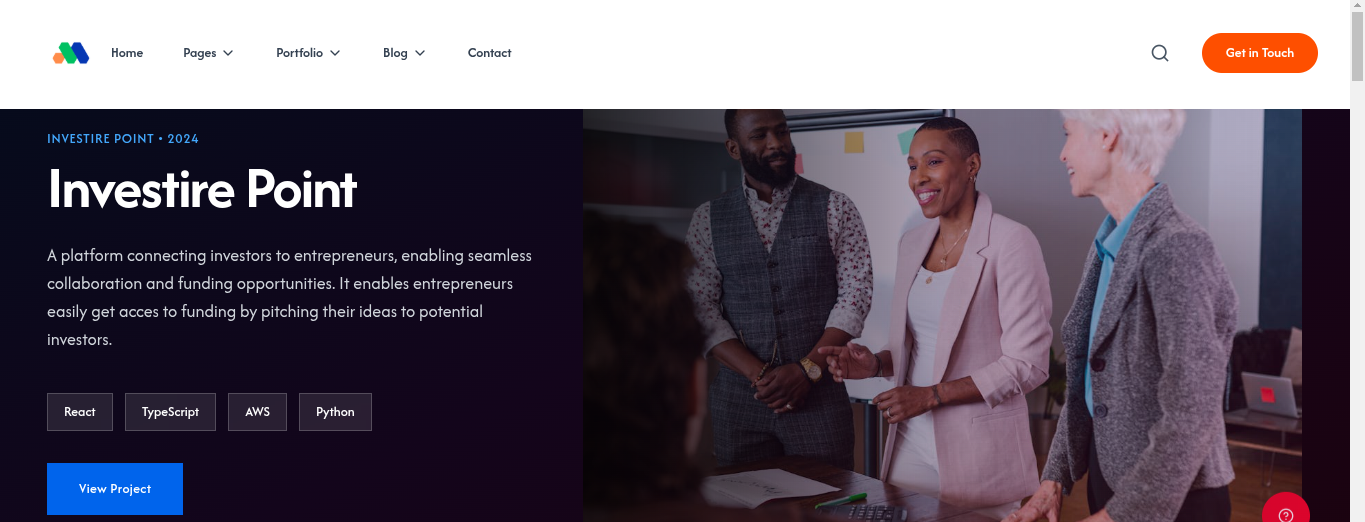 Home Pages Portfolio Blog Contact Get in Touch
INVESTIRE POINT • 2024
Investire Point
A platform connecting investors to entrepreneurs, enabling seamless
collaboration and funding opportunities. It enables entrepreneurs
easily get acces to funding by pitching their ideas to potential
investors.
React TypeScript AWS Python
View Project